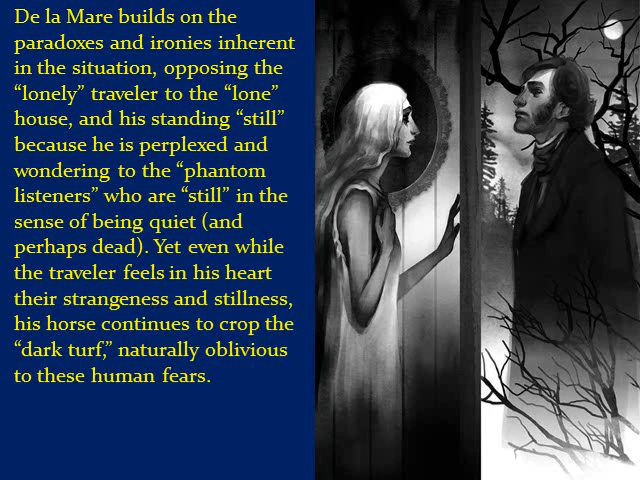 De la Mare builds on the
paradoxes and ironies inherent
in the situation, opposing the
“lonely” traveler to the “lone”
house, and his standing “still”
because he is perplexed and
wondering to the “phantom
listeners” who are “still” in the
sense of being quiet (and
perhaps dead). Yet even while
the traveler feels in his heart
their strangeness and stillness,
his horse continues to crop the
“dark turf,” naturally oblivious
to these human fears.